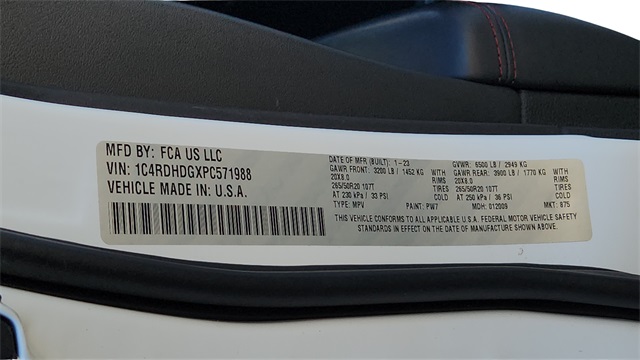 MFD BY: FCA US LLC
VIN: 1C4RDHDGXPC571988
VEHICLE MADE IN: U.S.A.
DATE OF MFR (BUILT): 1-23 GVWR: 6500 LB / 2949 KG
GAWR FRONT: 3200 LB / 1452 KG WITH GAWR REAR: 3900 LB / 1770 KG WITH
20X8.0 RIMS 20X8.0 RIMS
265/50R20 107T TIRES 265/50R20 107T TIRES
AT 230 kPa / 33 PSI COLD AT 250 kPa / 36 PSI COLD
TYPE: MPV PAINT: PW7 MDH: 012009 MKT: 875
THIS VEHICLE CONFORMS TO ALL APPLICABLE U.S.A. FEDERAL MOTOR VEHICLE SAFETY
STANDARDS IN EFFECT ON THE DATE OF MANUFACTURE SHOWN ABOVE.